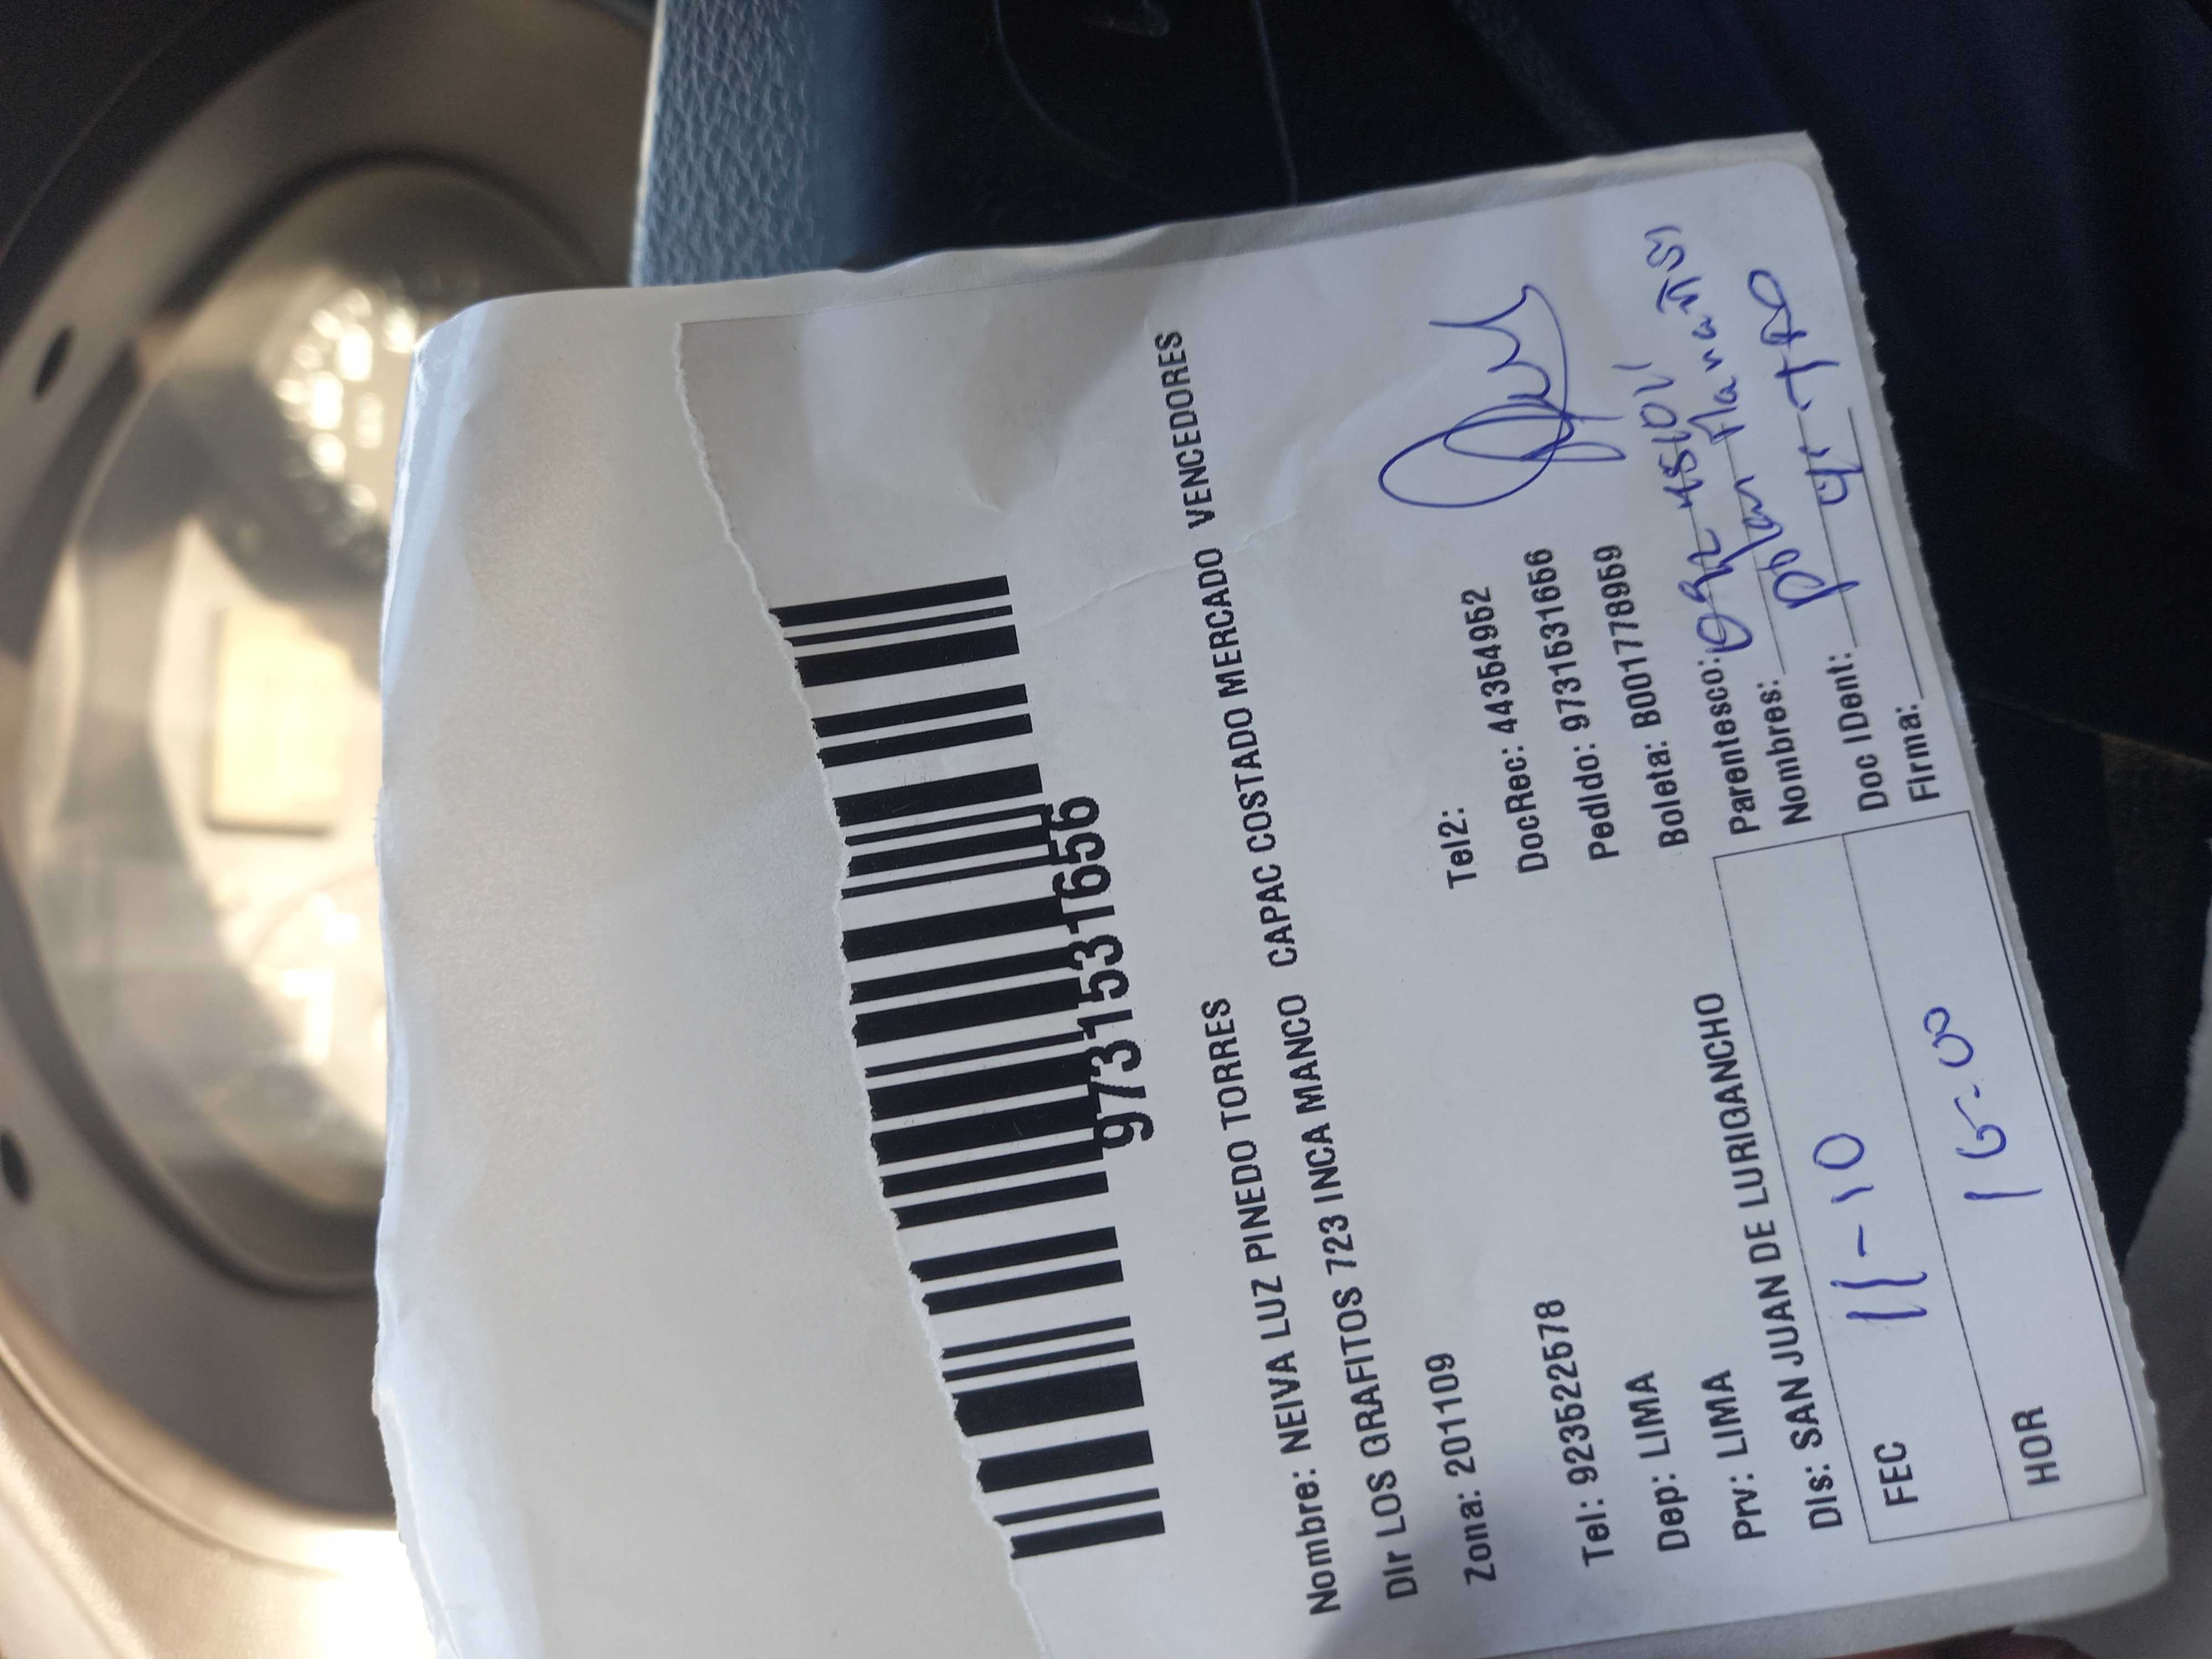 9731531656
Nombre: NEIVA LUZ PINEDO TORRES
Dir LOS GRAFITOS 723 INCA MANCO CAPAC COSTADO MERCADO VENCEDORES
Zona: 201109
Tel: 923522578
Tel2:
Dep: LIMA
DocRec: 44354952
Prv: LIMA
Pedido: 9731531656
Dis: SAN JUAN DE LURIGANCHO
Boleta: B001778959
Parentesco:
Nombres:
Doc IDent:
Firma:
FEC 11-10
HOR 16:00